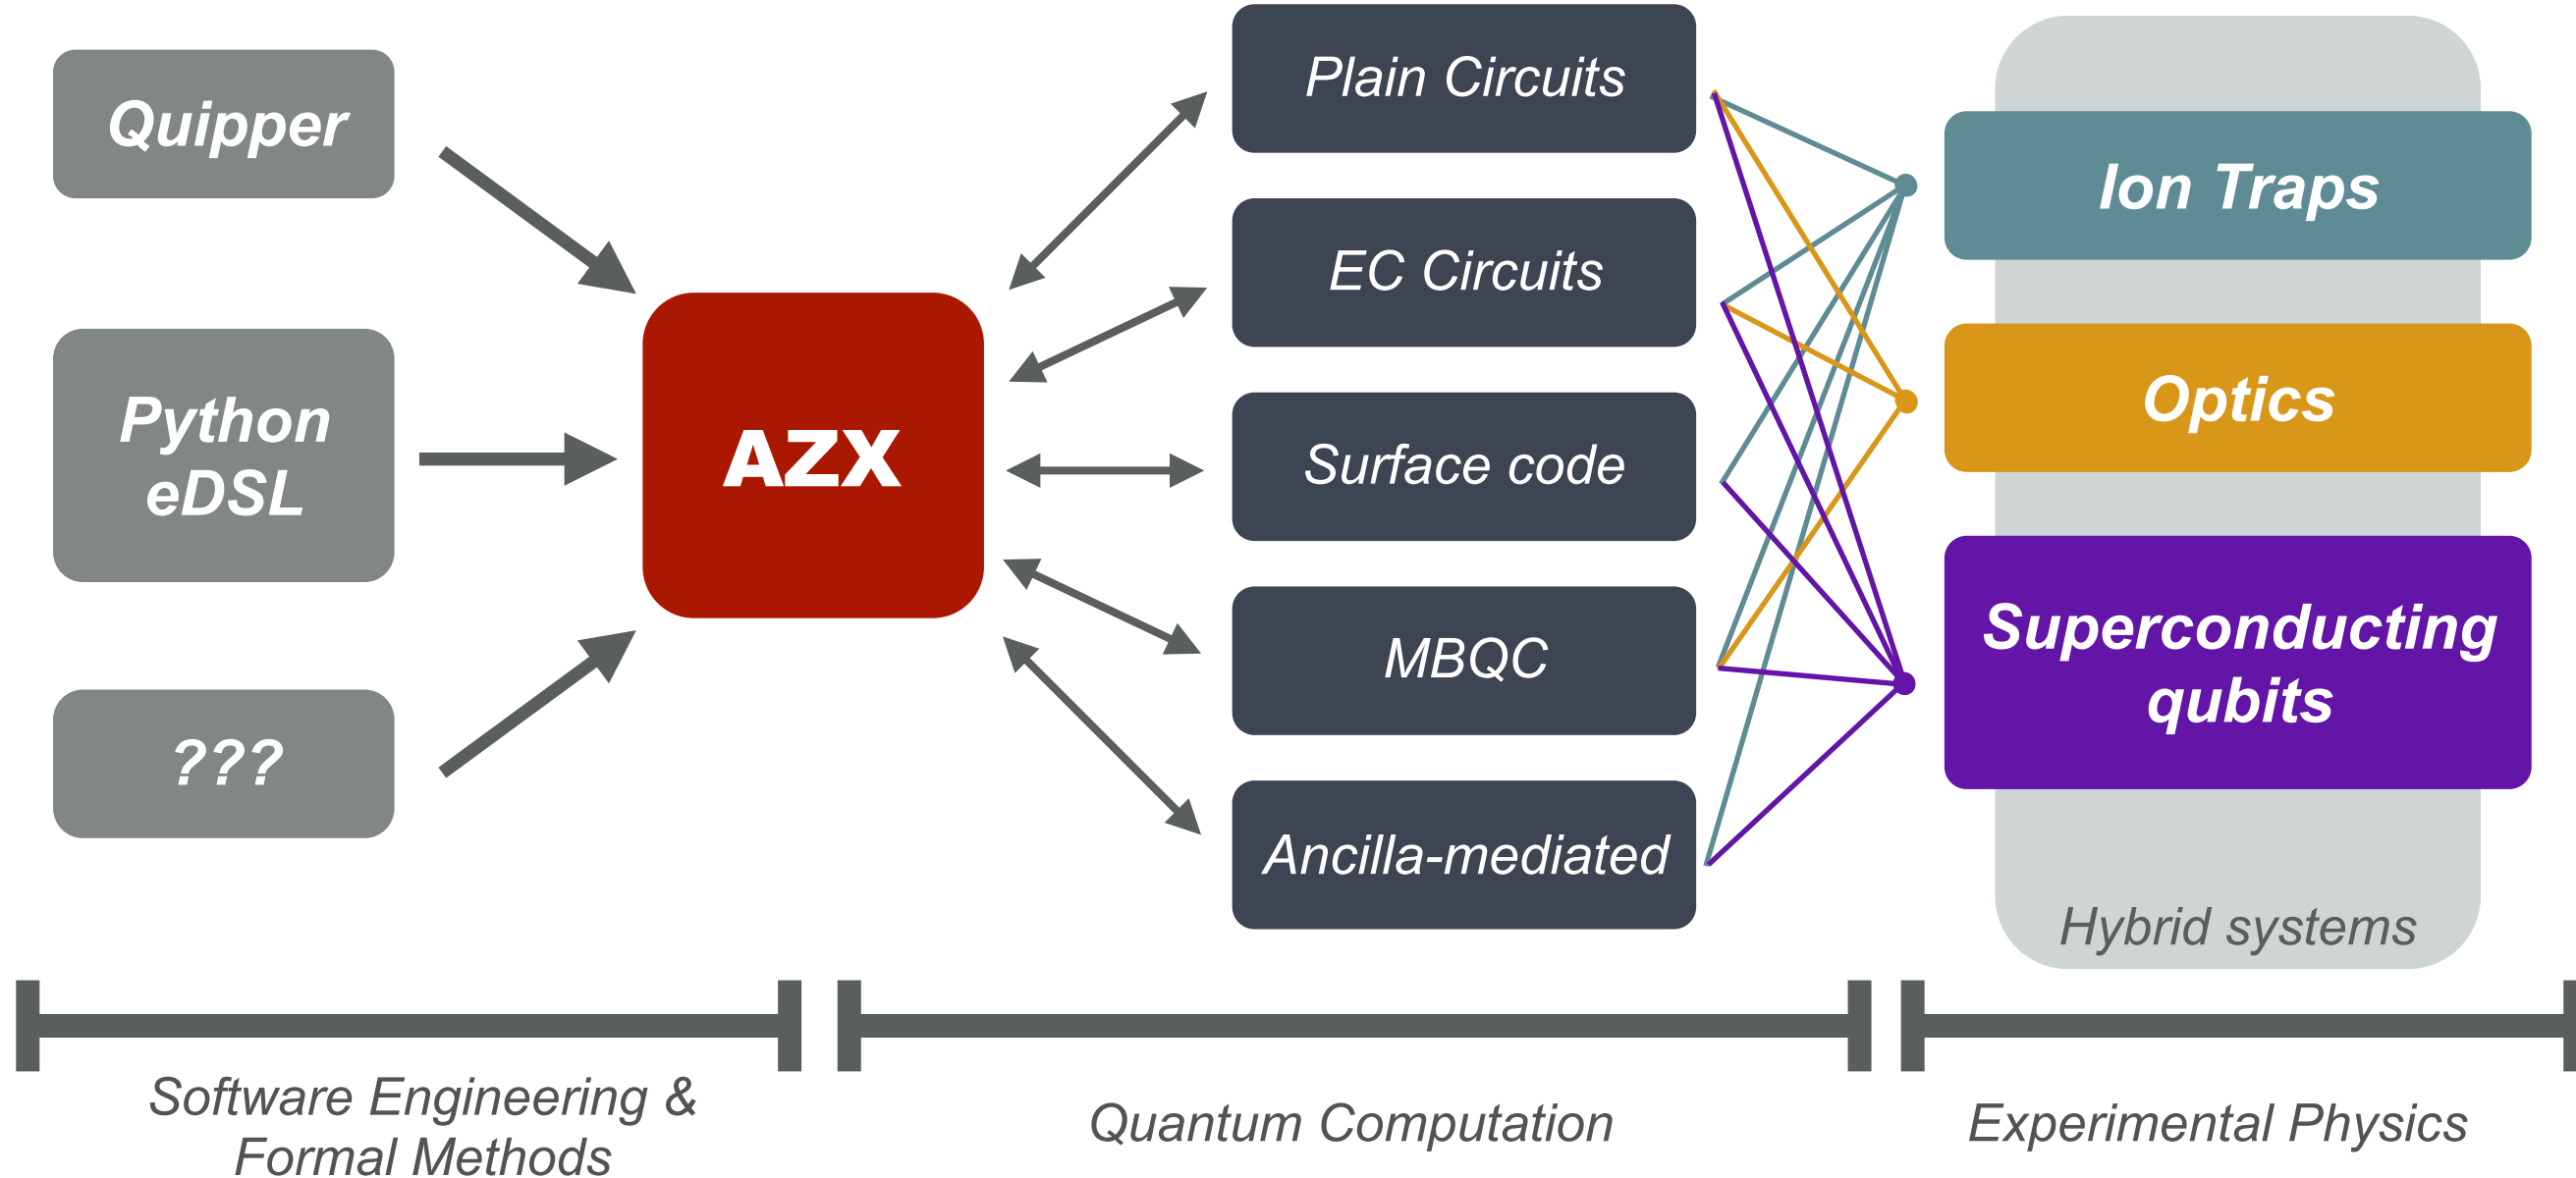 Quipper
Python
eDSL
???
AZX
Plain Circuits
EC Circuits
Surface code
MBQC
Ancilla-mediated
Ion Traps
Optics
Superconducting
qubits
Hybrid systems
Software Engineering &
Formal Methods
Quantum Computation
Experimental Physics